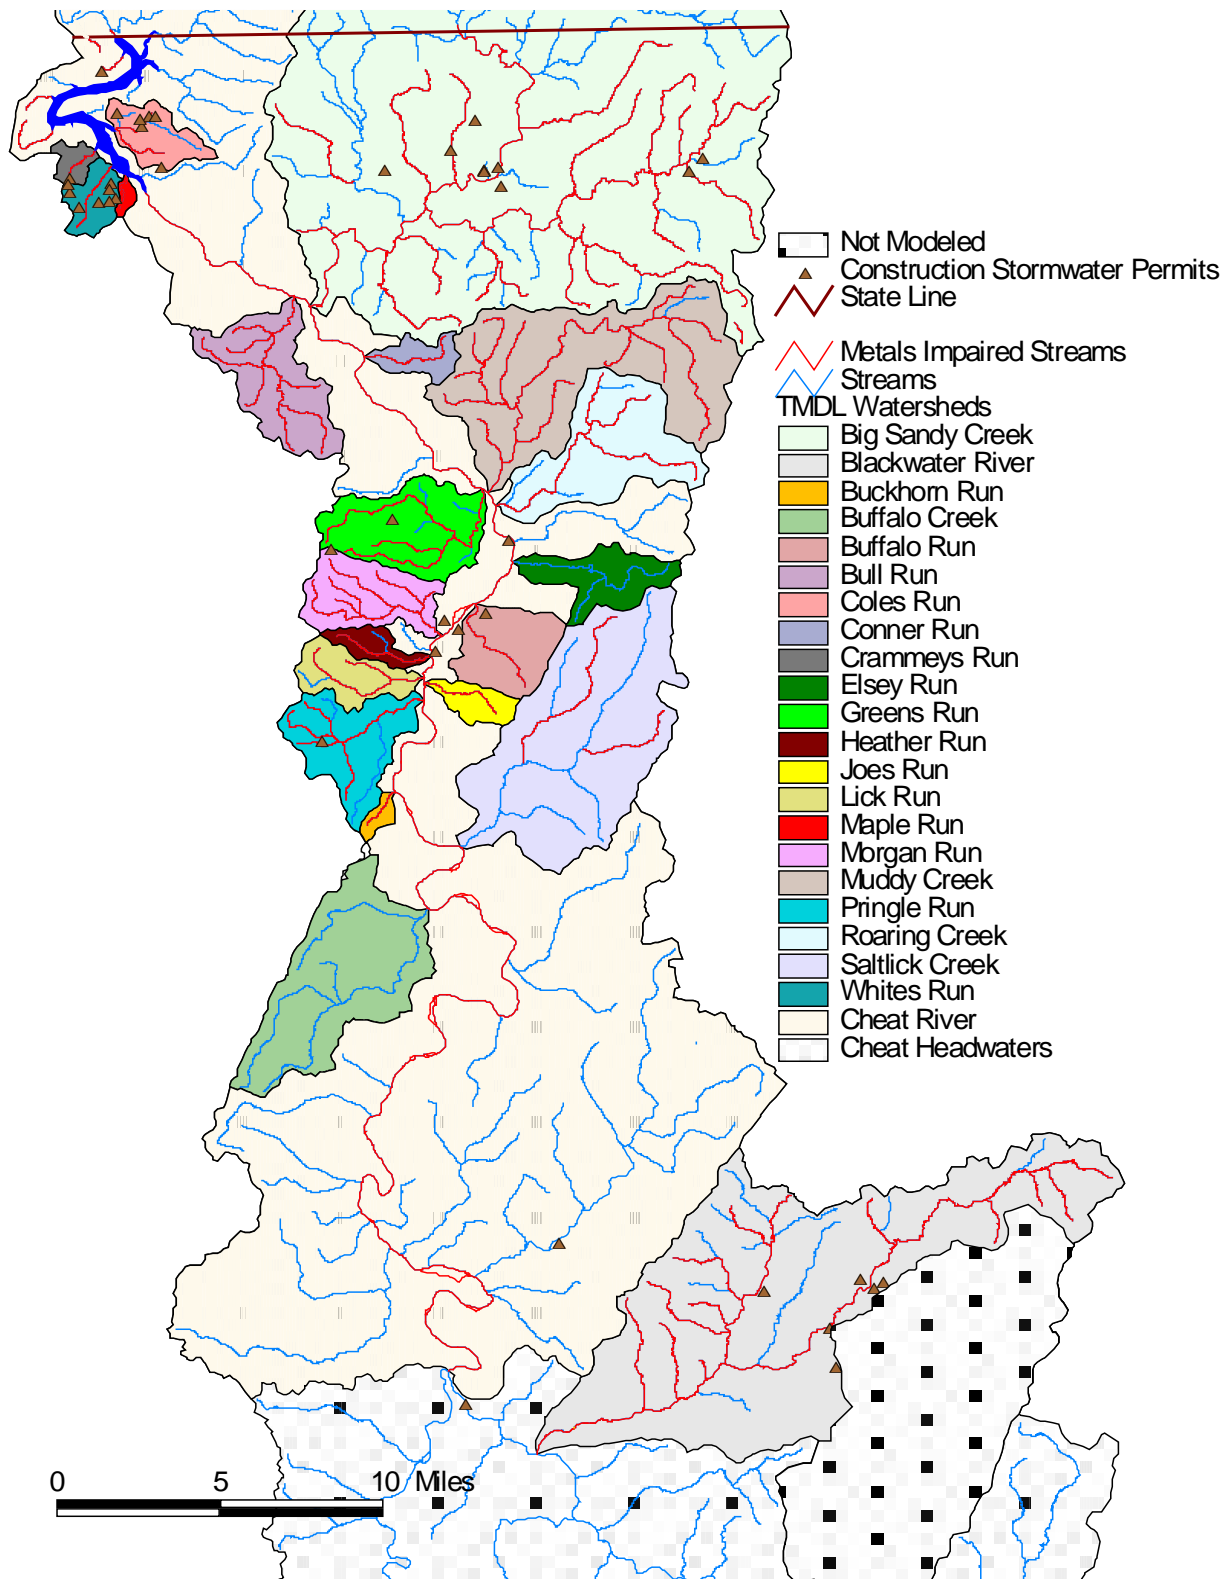 Not Modeled
Construction Stormwater Permits
State Line
Metals Impaired Streams
Streams
TMDL Watersheds
Big Sandy Creek
Blackwater River
Buckhorn Run
Buffalo Creek
Buffalo Run
Bull Run
Coles Run
Conner Run
Crammeys Run
Elsey Run
Greens Run
Heather Run
Joes Run
Lick Run
Maple Run
Morgan Run
Muddy Creek
Pringle Run
Roaring Creek
Saltlick Creek
Whites Run
Cheat River
Cheat Headwaters
0 5 10 Miles